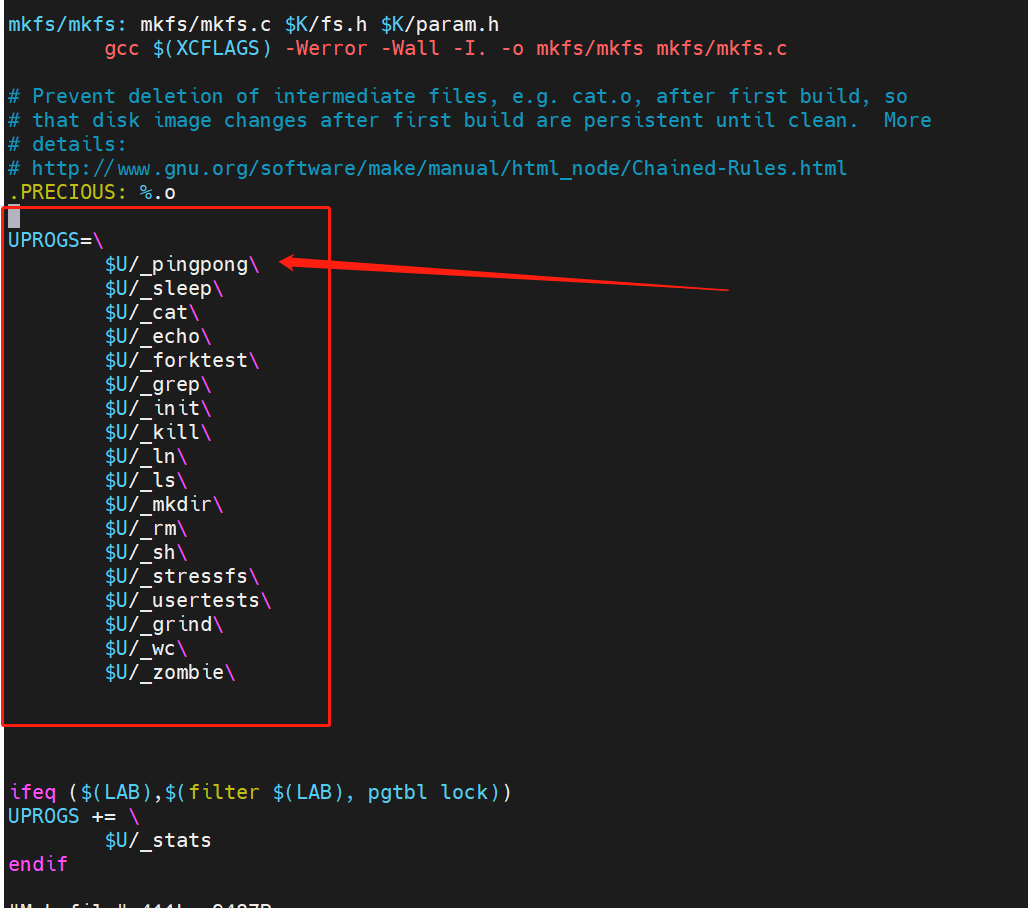 mkfs/mkfs: mkfs/mkfs.c $K/fs.h $K/param.h
gcc $(XCFLAGS) -Werror -Wall -I. -o mkfs/mkfs mkfs/mkfs.c
# Prevent deletion of intermediate files, e.g. cat.o, after first build, so
# that disk image changes after first build are persistent until clean.  More
# details:
# http://www.gnu.org/software/make/manual/html_node/Chained-Rules.html
.PRECIOUS: %.o
UPROGS=\
$U/_pingpong\
$U/_sleep\
$U/_cat\
$U/_echo\
$U/_forktest\
$U/_grep\
$U/_init\
$U/_kill\
$U/_ln\
$U/_ls\
$U/_mkdir\
$U/_rm\
$U/_sh\
$U/_stressfs\
$U/_usertests\
$U/_grind\
$U/_wc\
$U/_zombie\
ifeq ($(LAB),$(filter $(LAB), pgtbl lock))
UPROGS += \
$U/_stats
endif